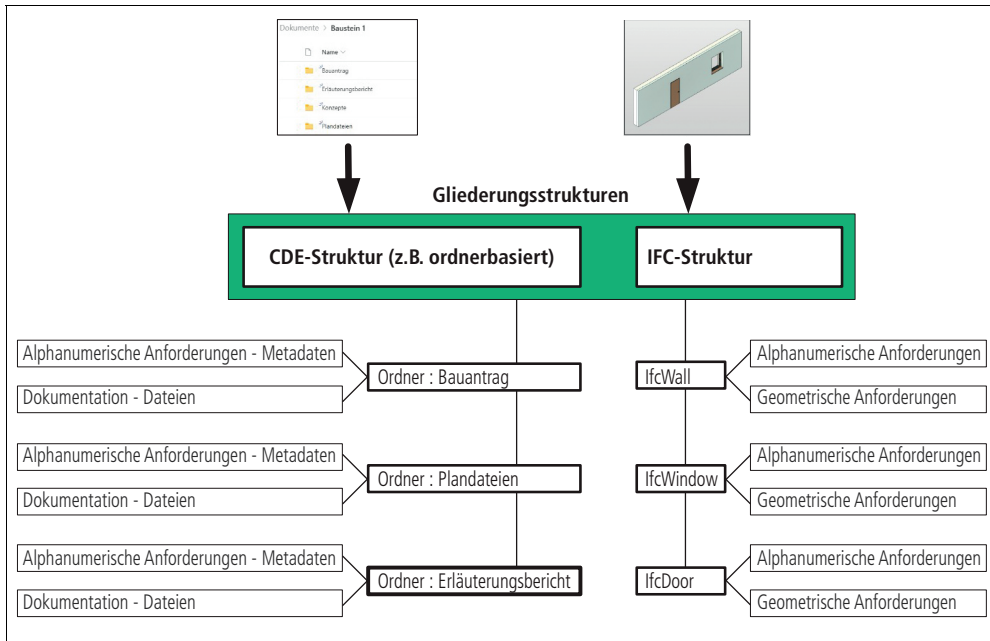 Dokumente > Baustein 1
Name
Bauantrag
Erläuterungsbericht
Konzepte
Plandateien
Gliederungsstrukturen
CDE-Struktur (z.B. ordnerbasiert)
IFC-Struktur
Alphanumerische Anforderungen - Metadaten
Ordner : Bauantrag
Dokumentation - Dateien
IfcWall
Alphanumerische Anforderungen
Geometrische Anforderungen
Alphanumerische Anforderungen - Metadaten
Ordner : Plandateien
Dokumentation - Dateien
IfcWindow
Alphanumerische Anforderungen
Geometrische Anforderungen
Alphanumerische Anforderungen - Metadaten
Ordner : Erläuterungsbericht
Dokumentation - Dateien
IfcDoor
Alphanumerische Anforderungen
Geometrische Anforderungen